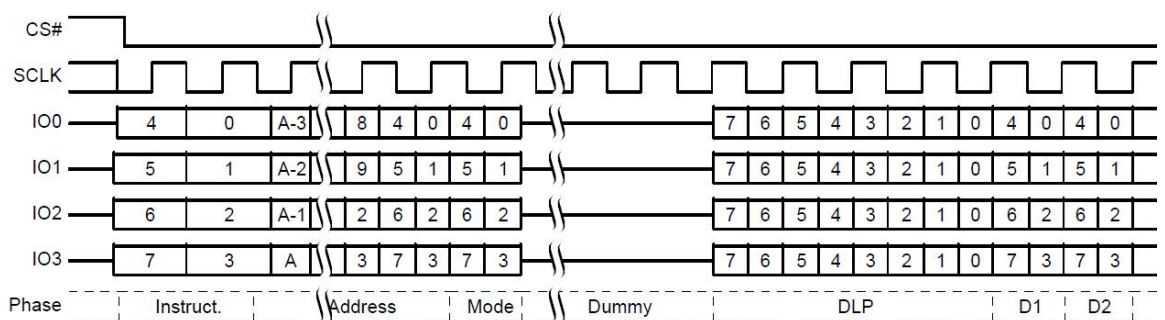 CS#
SCLK
IO0 4 0 A-3 8 4 0 4 0 7 6 5 4 3 2 1 0 4 0 4 0
IO1 5 1 A-2 9 5 1 5 1 7 6 5 4 3 2 1 0 5 1 5 1
IO2 6 2 A-1 2 6 2 6 2 7 6 5 4 3 2 1 0 6 2 6 2
IO3 7 3 A 3 7 3 7 3 7 6 5 4 3 2 1 0 7 3 7 3
Phase Instruct. Address Mode Dummy DLP D1 D2